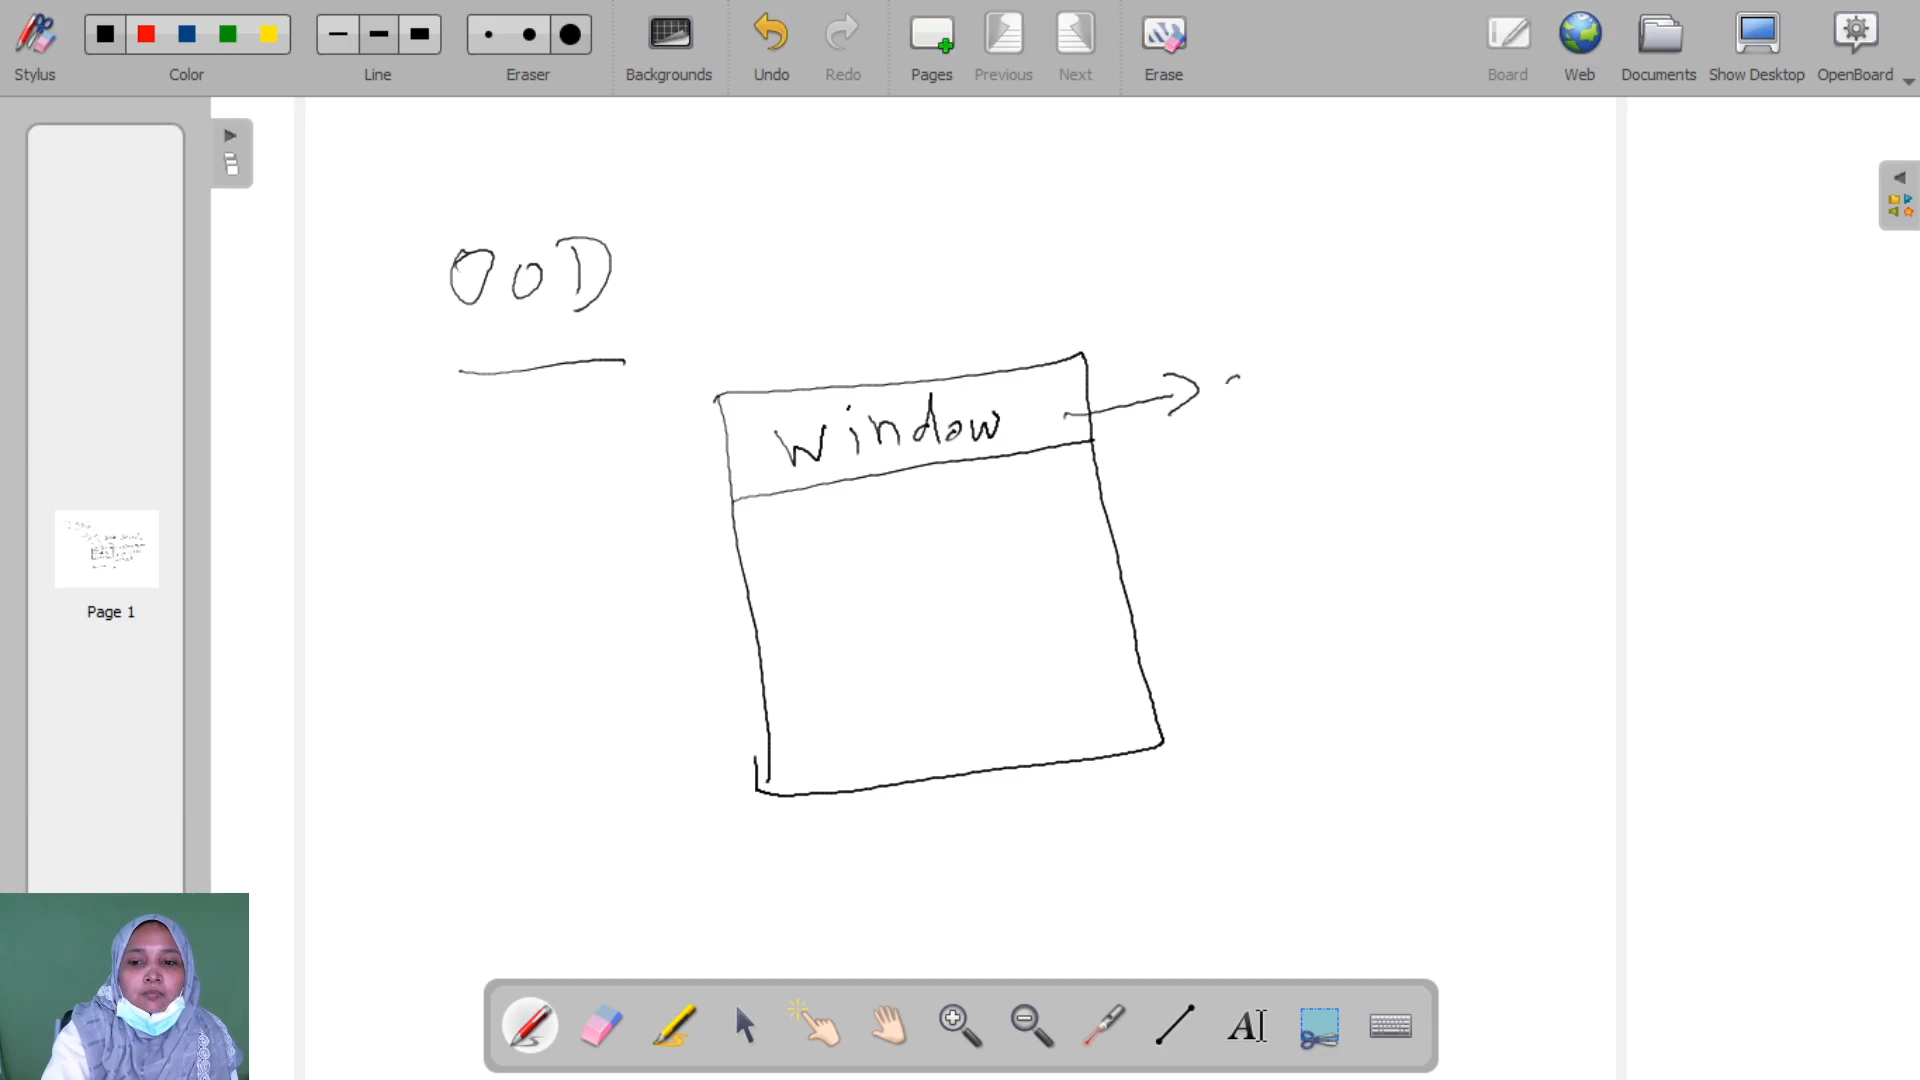 Stylus
Color
Line
Eraser
Backgrounds
Undo
Redo
Pages
Previous
Next
Erase
Board
Web
Documents
Show Desktop
OpenBoard
OOD
Window
Page 1